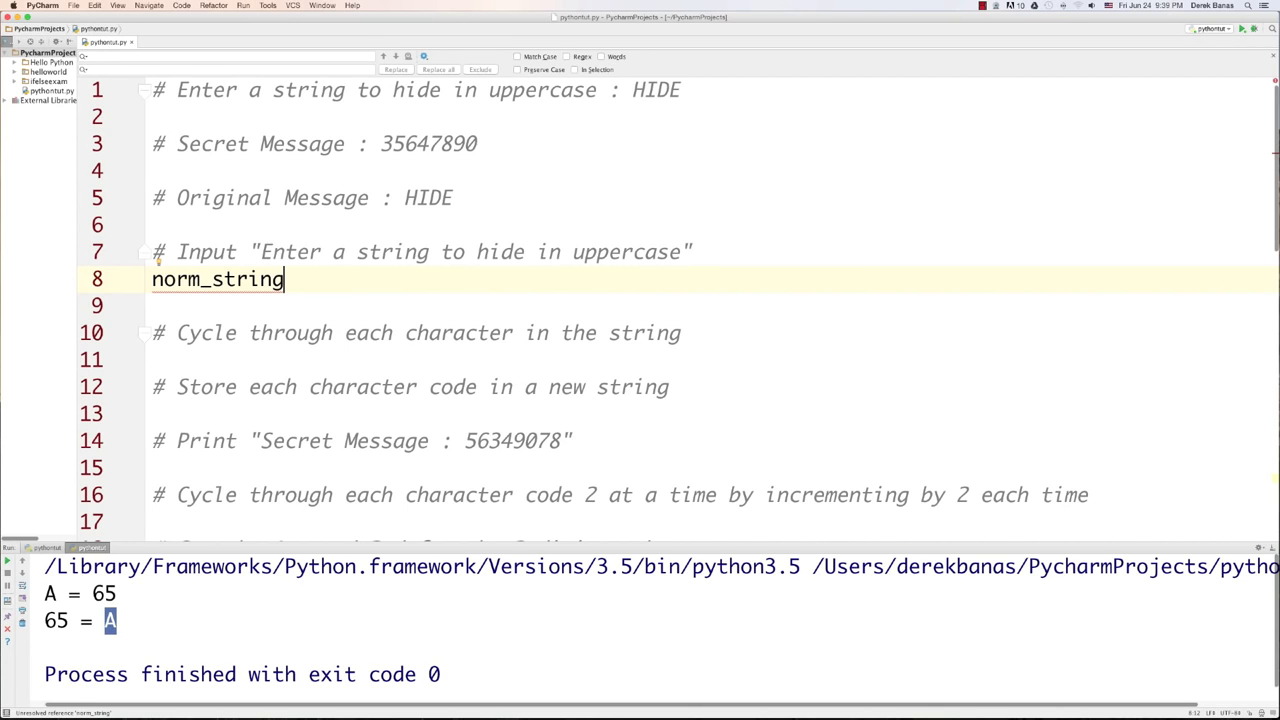 PyCharm File Edit View Navigate Code Refactor Run Tools VCS Window Help 10 Fri Jun 24 9:39 PM Derek Banas
pythontut.py - PycharmProjects - [~/PycharmProjects]
PycharmProjects pythontut.py pythontut
pythontut.py
PycharmProject
Hello Python
helloworld
ifelseexam
pythontut.py
External Librarie
Match Case Regex Words
Replace Replace all Exclude Preserve Case In Selection
1 # Enter a string to hide in uppercase : HIDE
2
3 # Secret Message : 35647890
4
5 # Original Message : HIDE
6
7 # Input "Enter a string to hide in uppercase"
8 norm_string
9
10 # Cycle through each character in the string
11
12 # Store each character code in a new string
13
14 # Print "Secret Message : 56349078"
15
16 # Cycle through each character code 2 at a time by incrementing by 2 each time
17
Run: pythontut pythontut
/Library/Frameworks/Python.framework/Versions/3.5/bin/python3.5 /Users/derekbanas/PycharmProjects/pytho
A = 65
65 = A
Process finished with exit code 0
Unresolved reference 'norm_string' 8:12 LF÷ UTF-8÷